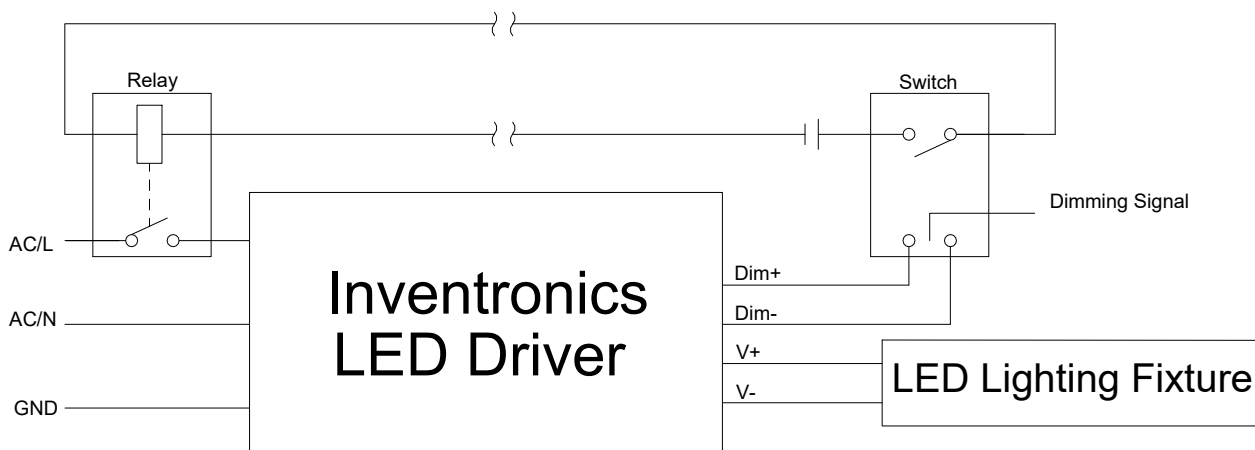 Relay
Switch
Dimming Signal
AC/L
Inventronics
LED Driver
Dim+
AC/N
Dim-
V+
LED Lighting Fixture
V-
GND